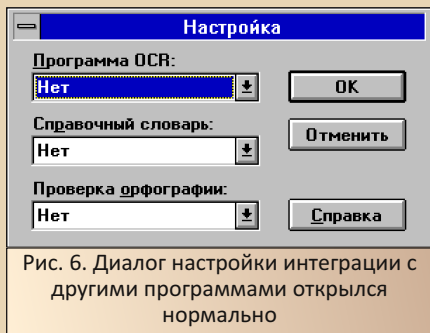 Настройка
Программа OCR:
Нет
OK
Справочный словарь:
Отменить
Нет
Проверка орфографии:
Нет
Справка
Рис. 6. Диалог настройки интеграции с
другими программами открылся
нормально